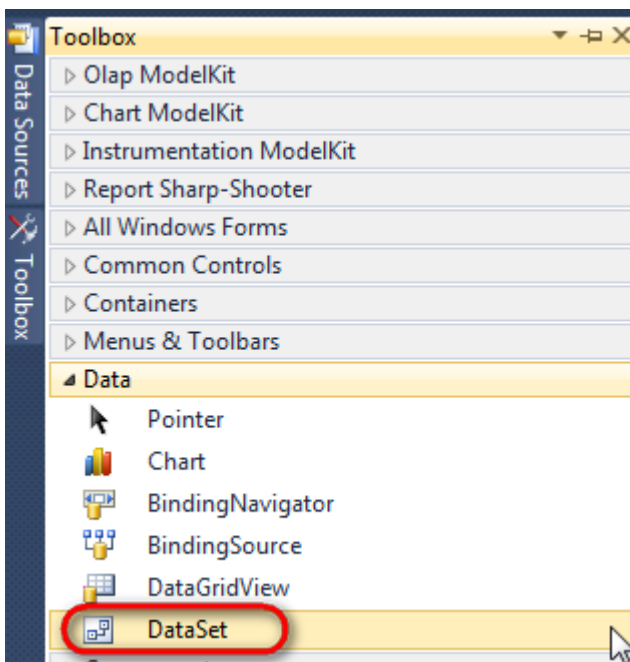 Data Sources
Toolbox
Toolbox
Olap ModelKit
Chart ModelKit
Instrumentation ModelKit
Report Sharp-Shooter
All Windows Forms
Common Controls
Containers
Menus & Toolbars
Data
Pointer
Chart
BindingNavigator
BindingSource
DataGridView
DataSet